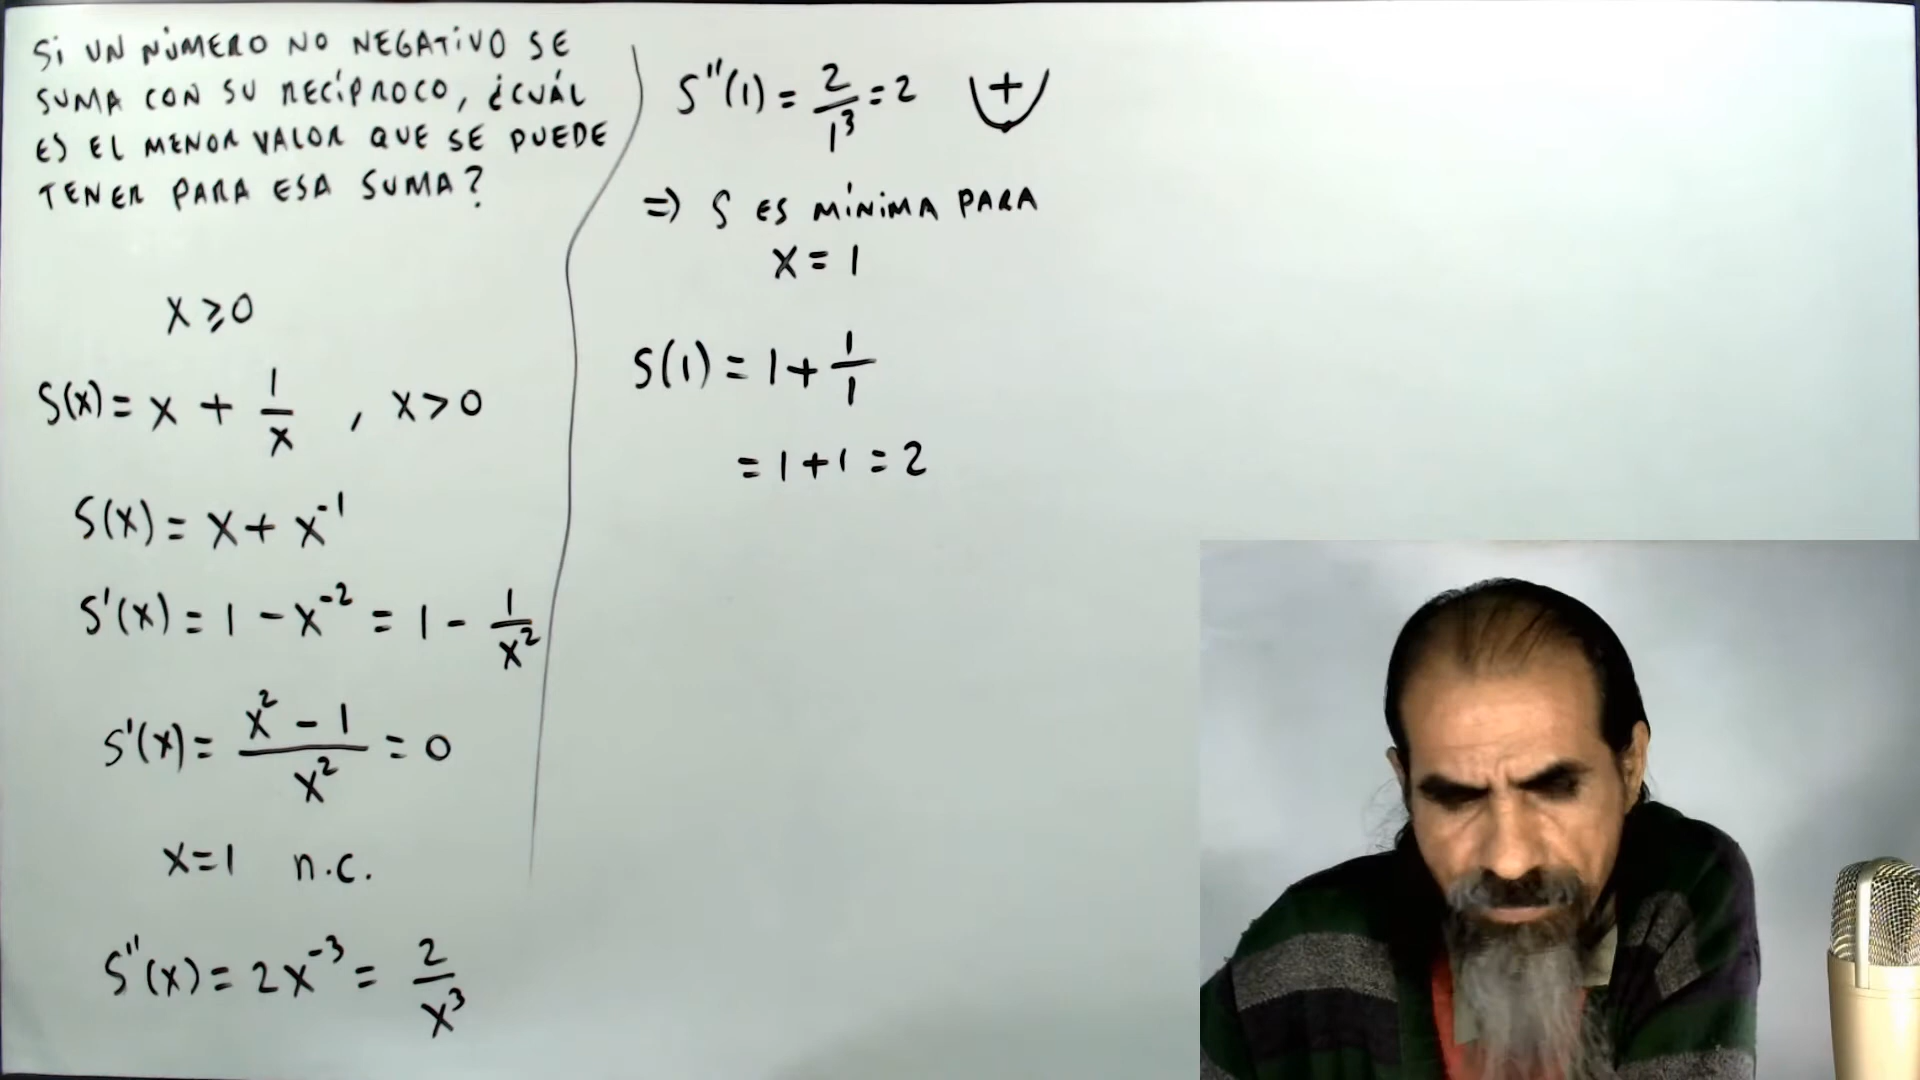 Si UN NÚMERO NO NEGATIVO SE
SUMA CON SU RECÍPROCO, ¿CUÁL
ES EL MENOR VALOR QUE SE PUEDE
TENER PARA ESA SUMA?
x ≥ 0
S(x) = x + 1/x , x > 0
S(x) = x + x⁻¹
S'(x) = 1 - x⁻² = 1 - 1/x²
S'(x) = (x² - 1)/x² = 0
x = 1 n.c.
S''(x) = 2x⁻³ = 2/x³
S''(1) = 2/1³ = 2 +
⇒ S ES MÍNIMA PARA
x = 1
S(1) = 1 + 1/1
= 1 + 1 = 2